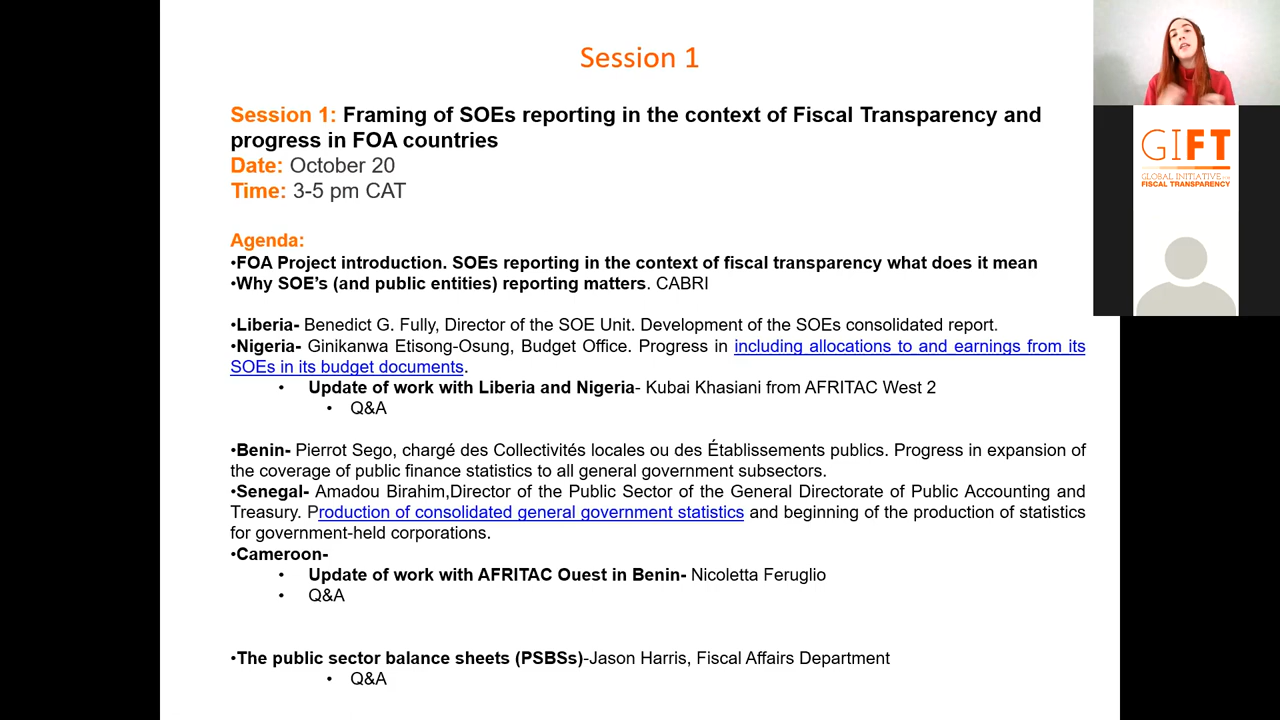 Session 1
Session 1: Framing of SOEs reporting in the context of Fiscal Transparency and
progress in FOA countries
Date: October 20
Time: 3-5 pm CAT
Agenda:
•FOA Project introduction. SOEs reporting in the context of fiscal transparency what does it mean
•Why SOE's (and public entities) reporting matters. CABRI
•Liberia- Benedict G. Fully, Director of the SOE Unit. Development of the SOEs consolidated report.
•Nigeria- Ginikanwa Etisong-Osung, Budget Office. Progress in including allocations to and earnings from its
SOEs in its budget documents.
• Update of work with Liberia and Nigeria- Kubai Khasiani from AFRITAC West 2
• Q&A
•Benin- Pierrot Sego, chargé des Collectivités locales ou des Établissements publics. Progress in expansion of
the coverage of public finance statistics to all general government subsectors.
•Senegal- Amadou Birahim,Director of the Public Sector of the General Directorate of Public Accounting and
Treasury. Production of consolidated general government statistics and beginning of the production of statistics
for government-held corporations.
•Cameroon-
• Update of work with AFRITAC Ouest in Benin- Nicoletta Feruglio
• Q&A
•The public sector balance sheets (PSBSs)-Jason Harris, Fiscal Affairs Department
• Q&A
GIFT
GLOBAL INITIATIVE
FISCAL TRANSPARENCY